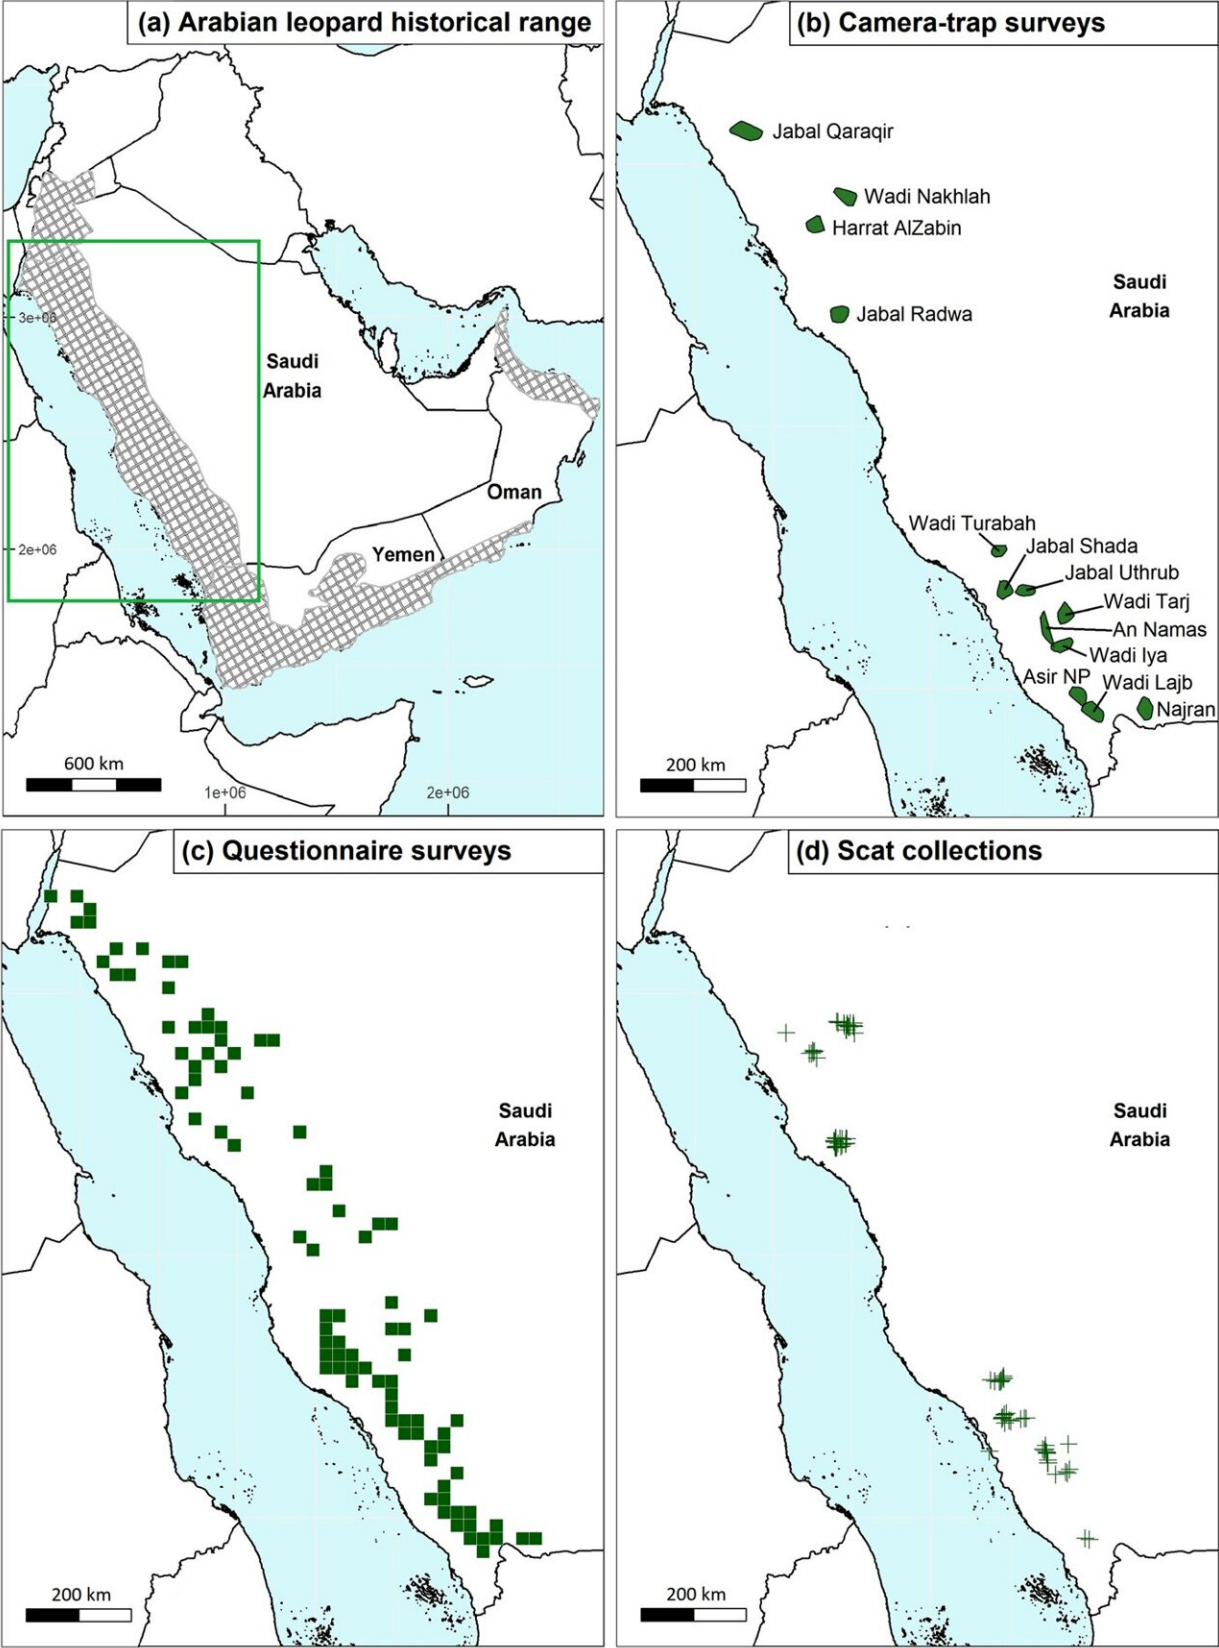 (a) Arabian leopard historical range
3e+06
Saudi
Arabia
Oman
2e+06
Yemen
600 km
1e+06
2e+06
(b) Camera-trap surveys
Jabal Qaraqir
Wadi Nakhlah
Harrat AlZabin
Saudi
Arabia
Jabal Radwa
Wadi Turabah
Jabal Shada
Jabal Uthrub
Wadi Tarj
An Namas
Wadi Iya
Asir NP
Wadi Lajb
Najran
200 km
(c) Questionnaire surveys
Saudi
Arabia
200 km
(d) Scat collections
Saudi
Arabia
200 km